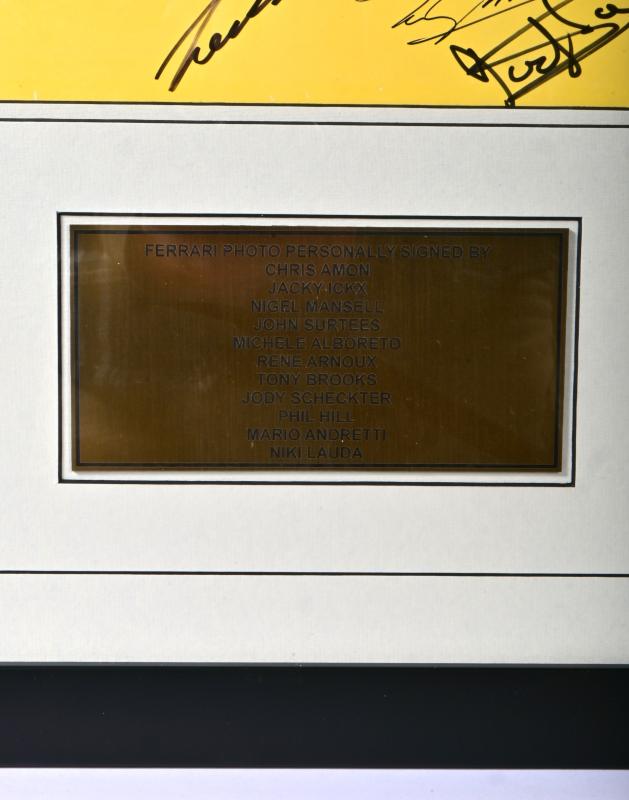 FERRARI PHOTO PERSONALLY SIGNED BY
CHRIS AMON
JACKY ICKX
NIGEL MANSELL
JOHN SURTEES
MICHELE ALBORETO
RENE ARNOUX
TONY BROOKS
JODY SCHECKTER
PHIL HILL
MARIO ANDRETTI
NIKI LAUDA